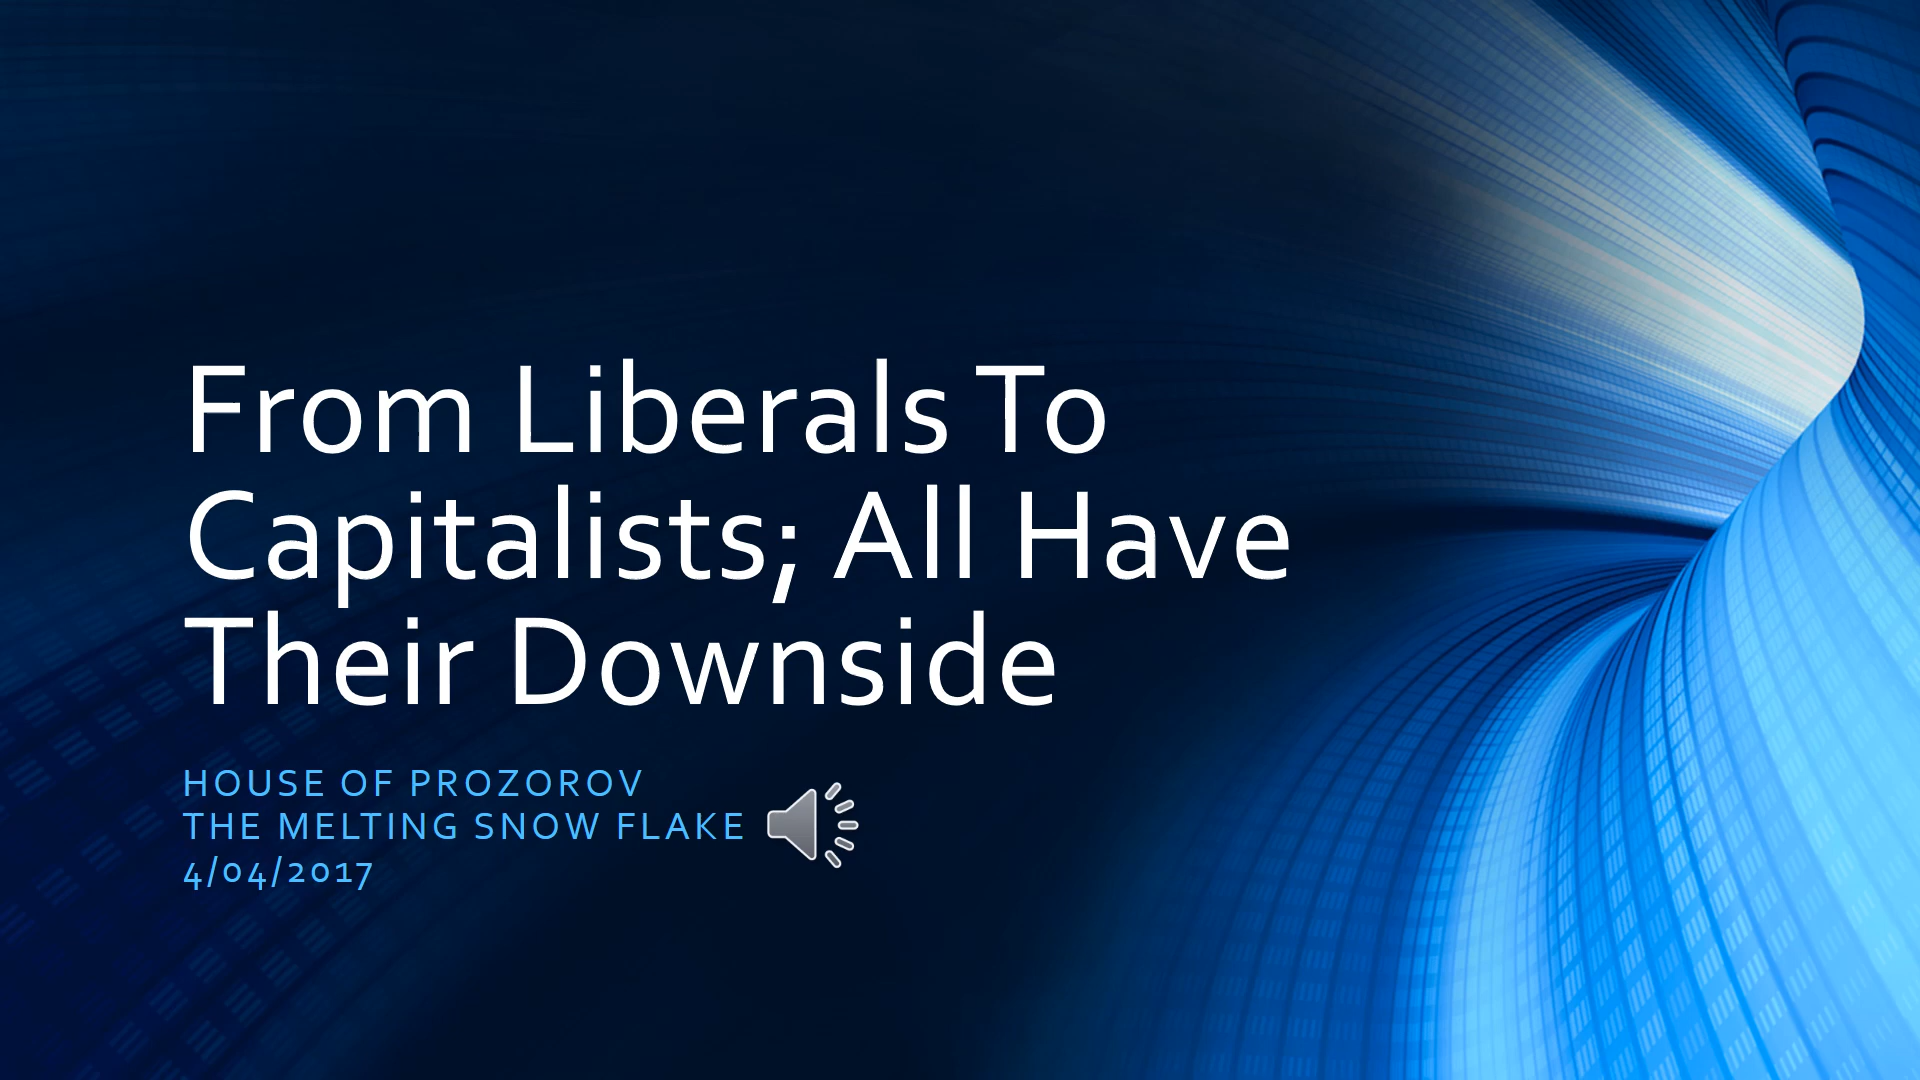 From Liberals To
Capitalists; All Have
Their Downside
HOUSE OF PROZOROV
THE MELTING SNOW FLAKE
4/04/2017